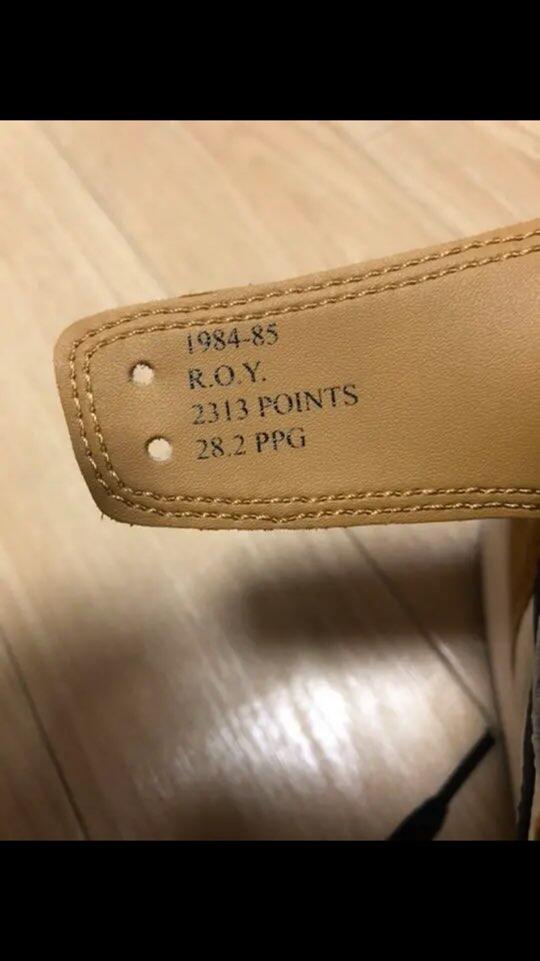 1984-85
R.O.Y.
2313 POINTS
28.2 PPG